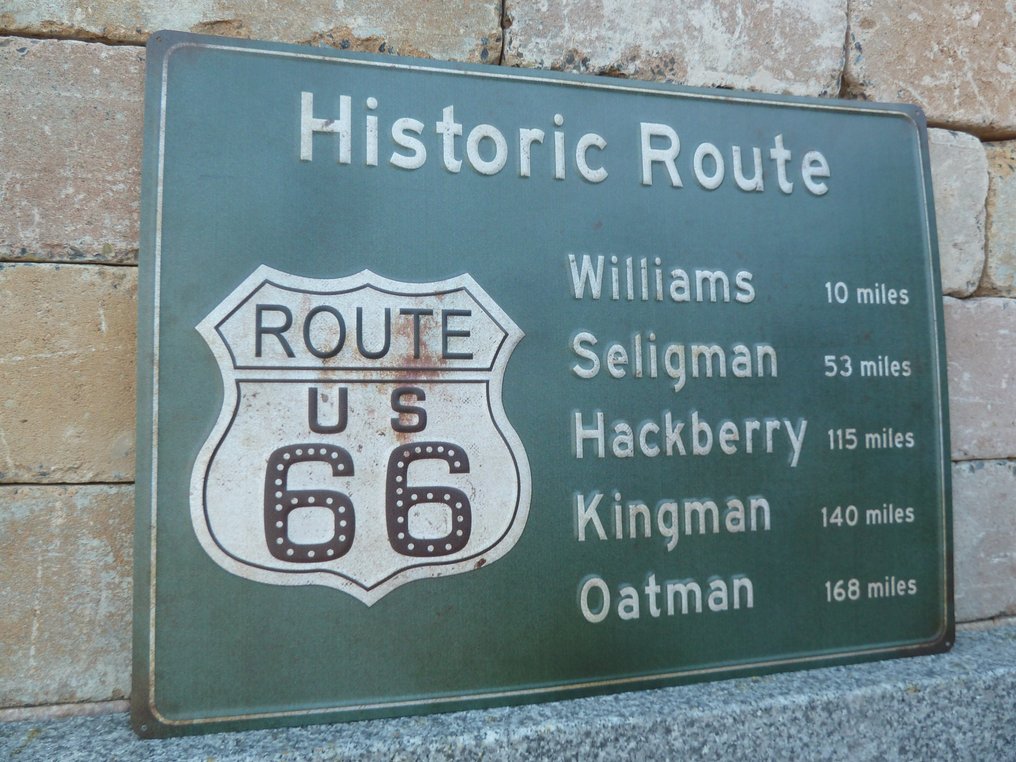 Historic Route
ROUTE
U S
66
Williams 10 miles
Seligman 53 miles
Hackberry 115 miles
Kingman 140 miles
Oatman 168 miles